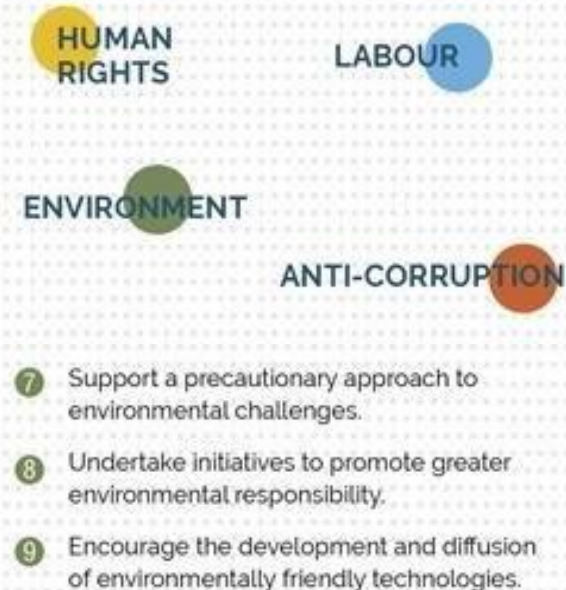 HUMAN
RIGHTS
LABOUR
ENVIRONMENT
ANTI-CORRUPTION
7 Support a precautionary approach to
environmental challenges.
8 Undertake initiatives to promote greater
environmental responsibility.
9 Encourage the development and diffusion
of environmentally friendly technologies.